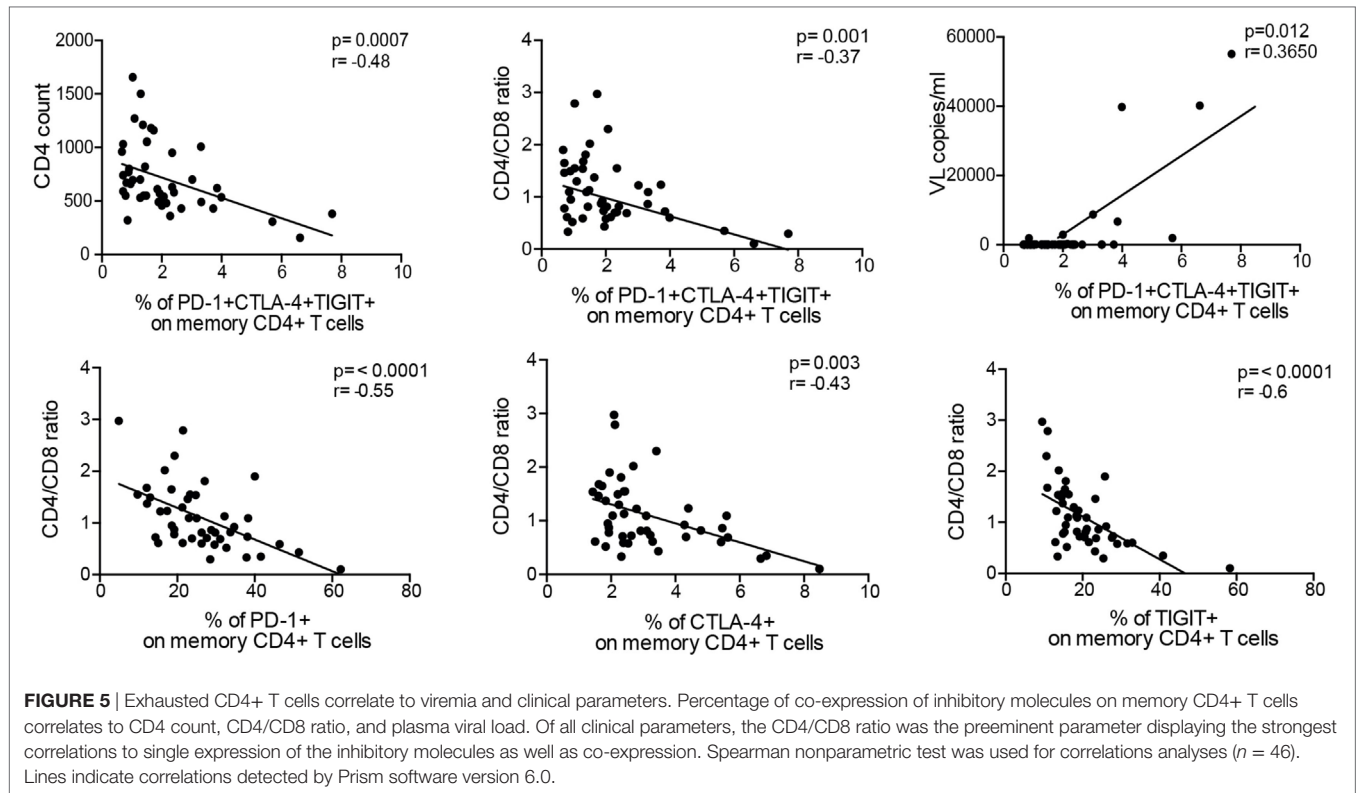 p= 0.0007
r= -0.48
2000
1500
1000
500
0
CD4 count
0 2 4 6 8 10
% of PD-1+CTLA-4+TIGIT+
on memory CD4+ T cells
p= 0.001
r= -0.37
4
3
2
1
0
CD4/CD8 ratio
0 2 4 6 8 10
% of PD-1+CTLA-4+TIGIT+
on memory CD4+ T cells
p=0.012
r= 0.3650
60000
40000
20000
0
VL copies/ml
0 2 4 6 8 10
% of PD-1+CTLA-4+TIGIT+
on memory CD4+ T cells
p= < 0.0001
r= -0.55
4
3
2
1
0
CD4/CD8 ratio
0 20 40 60 80
% of PD-1+
on memory CD4+ T cells
p= 0.003
r= -0.43
4
3
2
1
0
CD4/CD8 ratio
0 2 4 6 8 10
% of CTLA-4+
on memory CD4+ T cells
p= < 0.0001
r= -0.6
4
3
2
1
0
CD4/CD8 ratio
0 20 40 60 80
% of TIGIT+
on memory CD4+ T cells
FIGURE 5 | Exhausted CD4+ T cells correlate to viremia and clinical parameters. Percentage of co-expression of inhibitory molecules on memory CD4+ T cells
correlates to CD4 count, CD4/CD8 ratio, and plasma viral load. Of all clinical parameters, the CD4/CD8 ratio was the preeminent parameter displaying the strongest
correlations to single expression of the inhibitory molecules as well as co-expression. Spearman nonparametric test was used for correlations analyses (n = 46).
Lines indicate correlations detected by Prism software version 6.0.